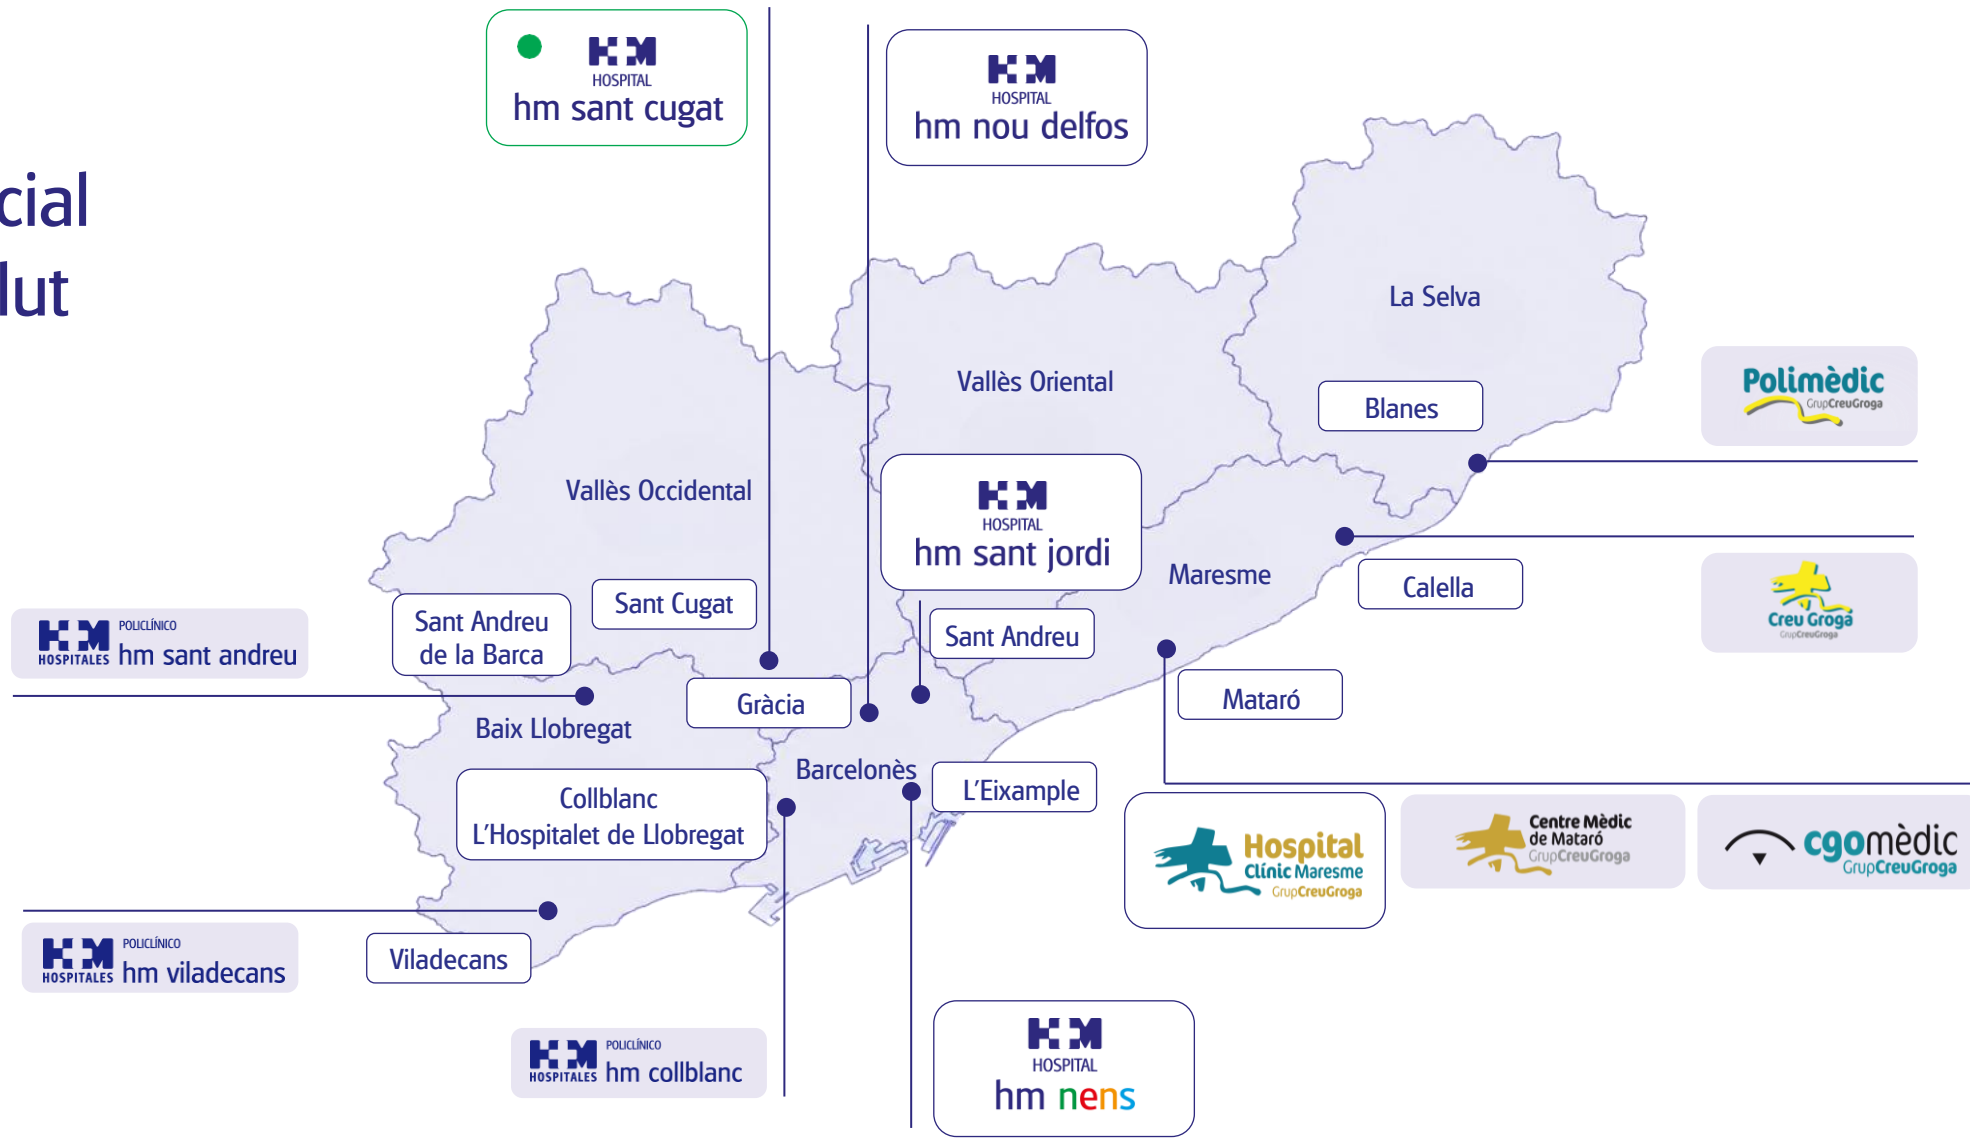 HOSPITAL
hm sant cugat
HOSPITAL
hm nou delfos
cial
lut
La Selva
Vallès Oriental
Blanes
Polimèdic
GrupCreuGroga
Vallès Occidental
HOSPITAL
hm sant jordi
Maresme
Calella
Creu Groga
GrupCreuGroga
Sant Cugat
Sant Andreu
de la Barca
Sant Andreu
POLICLÍNICO
HOSPITALES hm sant andreu
Gràcia
Mataró
Baix Llobregat
Barcelonès
L'Eixample
Collblanc
L'Hospitalet de Llobregat
Hospital
Clínic Maresme
GrupCreuGroga
Centre Mèdic
de Mataró
GrupCreuGroga
cgomèdic
GrupCreuGroga
Viladecans
POLICLÍNICO
HOSPITALES hm viladecans
POLICLÍNICO
HOSPITALES hm collblanc
HOSPITAL
hm nens